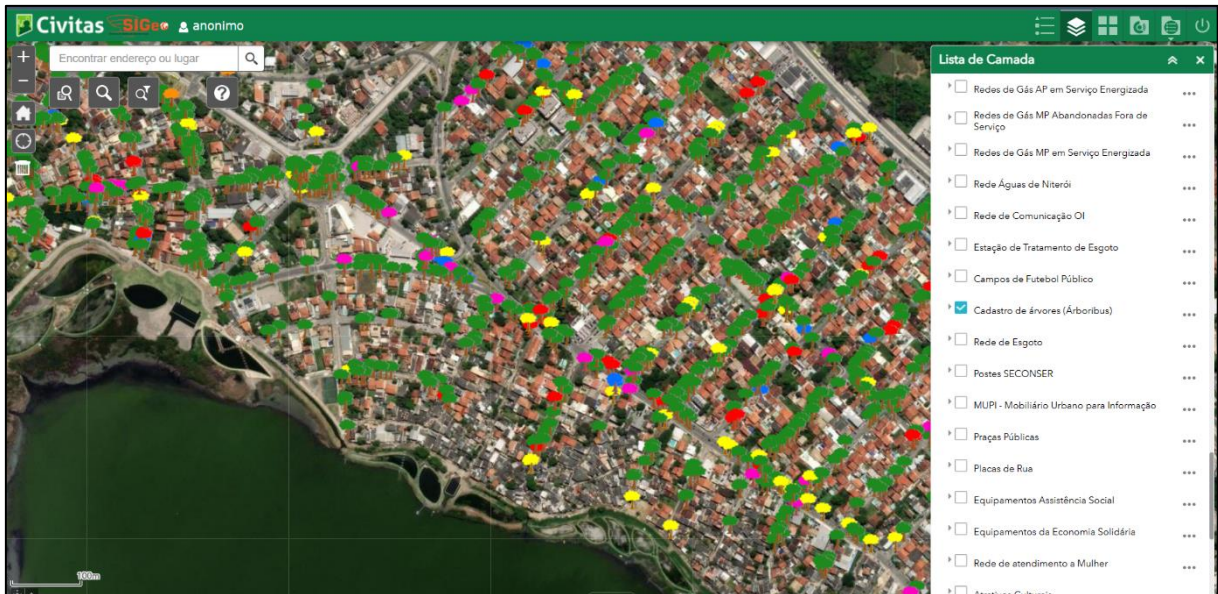 Civitas SIGeo anonimo
Encontrar endereço ou lugar
Lista de Camada
Redes de Gás AP em Serviço Energizada
Redes de Gás MP Abandonadas Fora de
Serviço
Redes de Gás MP em Serviço Energizada
Rede Águas de Niterói
Rede de Comunicação OI
Estação de Tratamento de Esgoto
Campos de Futebol Público
Cadastro de árvores (Árboribus)
Rede de Esgoto
Postes SECONSER
MUPI - Mobiliário Urbano para Informação
Praças Públicas
Placas de Rua
Equipamentos Assistência Social
Equipamentos da Economia Solidária
Rede de atendimento a Mulher
Atrativos Culturais
100m